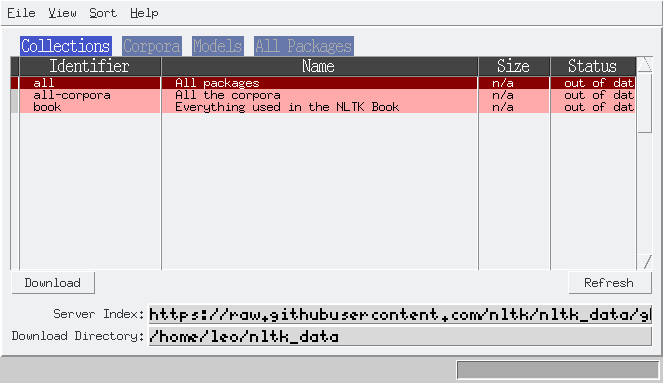 File View Sort Help
Collections Corpora Models All Packages
Identifier Name Size Status
all All packages n/a out of dat
all-corpora All the corpora n/a out of dat
book Everything used in the NLTK Book n/a out of dat
Download Refresh
Server Index: https://raw.githubusercontent.com/nltk/nltk_data/gl
Download Directory: /home/leo/nltk_data